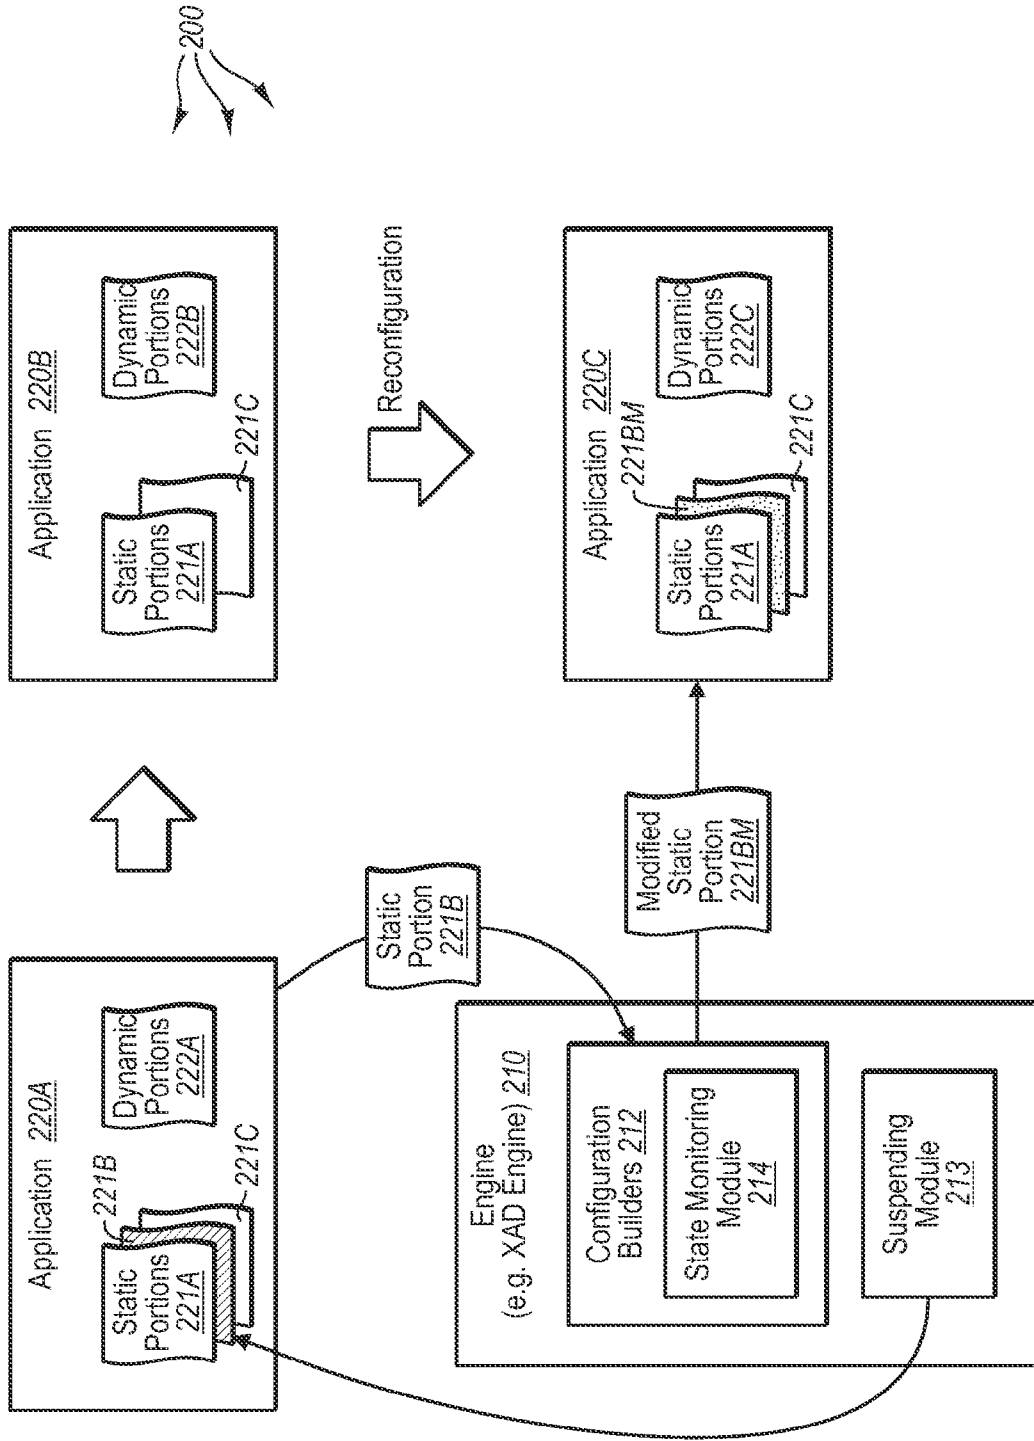 200
Application 220A
Static
Portions
221A
221B
221C
Dynamic
Portions
222A
Application 220B
Static
Portions
221A
221C
Dynamic
Portions
222B
Static
Portion
221B
Reconfiguration
Engine
(e.g. XAD Engine) 210
Configuration
Builders 212
State Monitoring
Module
214
Suspending
Module
213
Modified
Static
Portion
221BM
Application 220C
221BM
Static
Portions
221A
221C
Dynamic
Portions
222C